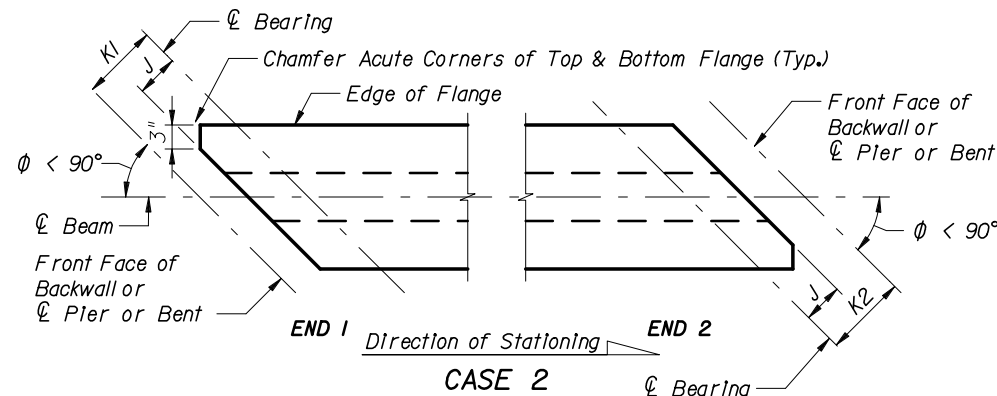 ℄ Bearing
K1
J
Chamfer Acute Corners of Top & Bottom Flange (Typ.)
Edge of Flange
3"
Front Face of
Backwall or
℄ Pier or Bent
ϕ < 90°
℄ Beam
ϕ < 90°
Front Face of
Backwall or
℄ Pier or Bent
J
K2
END 1
END 2
Direction of Stationing
CASE 2
℄ Bearing